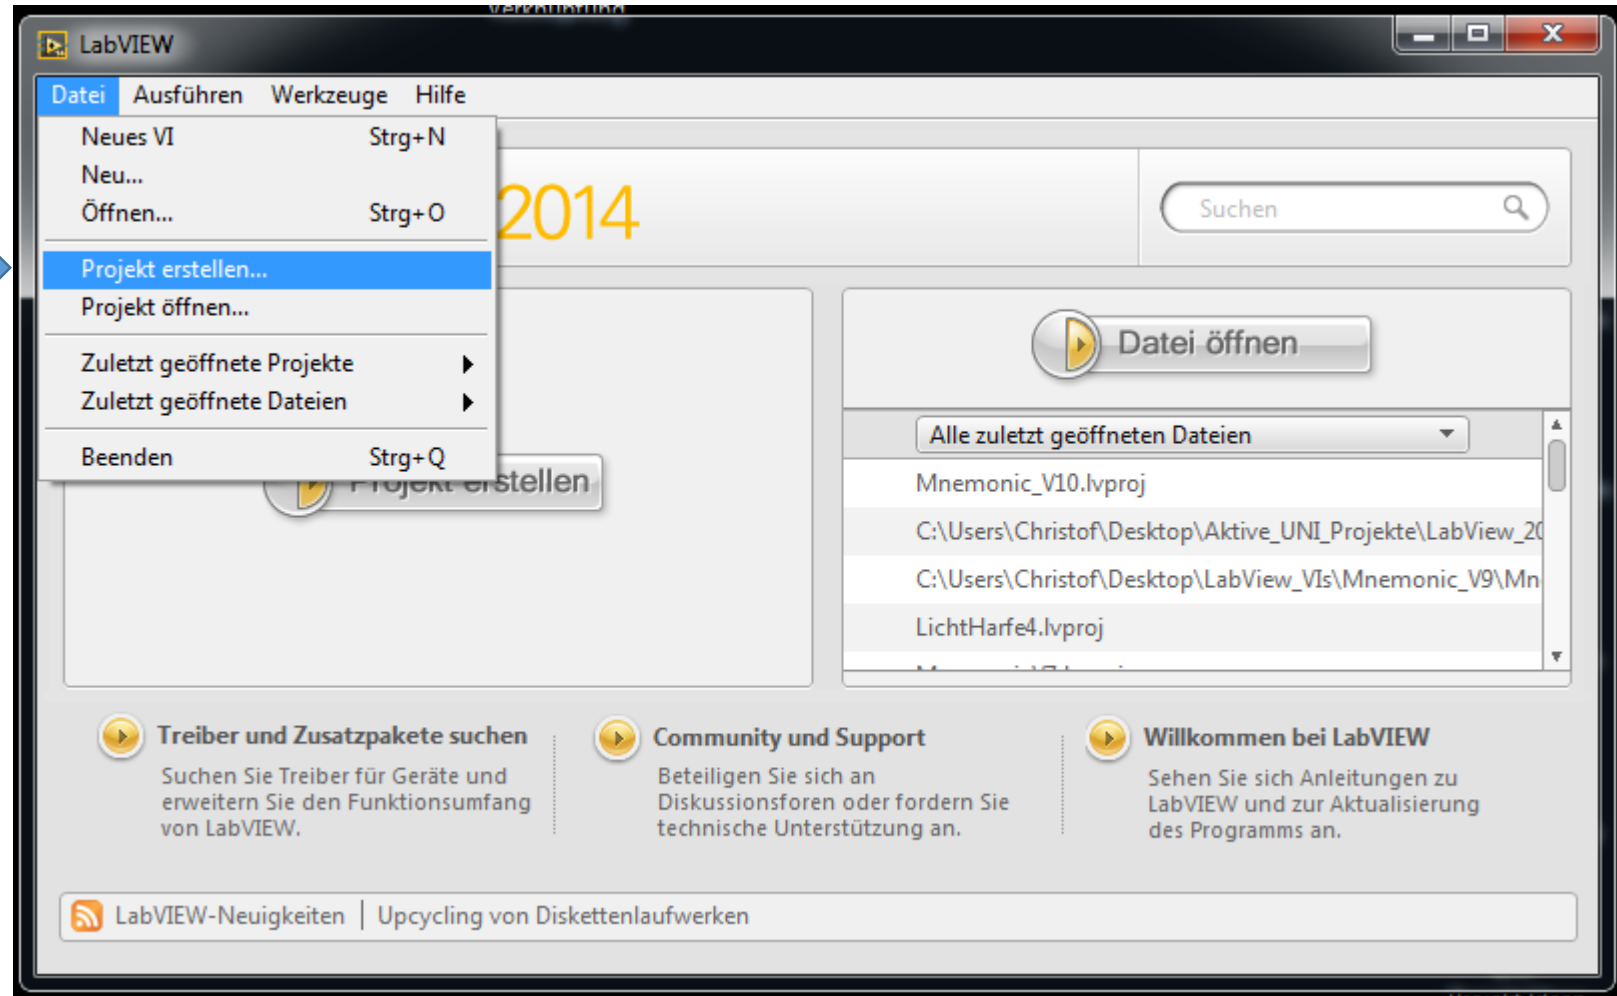 LabVIEW
Datei Ausführen Werkzeuge Hilfe
Neues VI Strg+N
Neu...
Öffnen... Strg+O
Projekt erstellen...
Projekt öffnen...
Zuletzt geöffnete Projekte
Zuletzt geöffnete Dateien
Beenden Strg+Q
2014
Suchen
Projekt erstellen
Datei öffnen
Alle zuletzt geöffneten Dateien
Mnemonic_V10.lvproj
C:\Users\Christof\Desktop\Aktive_UNI_Projekte\LabView_20
C:\Users\Christof\Desktop\LabView_VIs\Mnemonic_V9\Mn
LichtHarfe4.lvproj
Treiber und Zusatzpakete suchen
Suchen Sie Treiber für Geräte und
erweitern Sie den Funktionsumfang
von LabVIEW.
Community und Support
Beteiligen Sie sich an
Diskussionsforen oder fordern Sie
technische Unterstützung an.
Willkommen bei LabVIEW
Sehen Sie sich Anleitungen zu
LabVIEW und zur Aktualisierung
des Programms an.
LabVIEW-Neuigkeiten | Upcycling von Diskettenlaufwerken